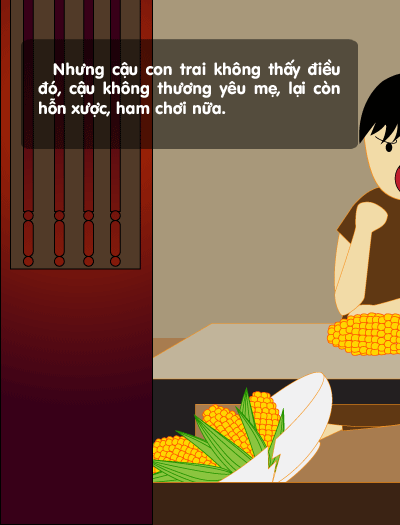 Nhưng cậu con trai không thấy điều
đó, cậu không thương yêu mẹ, lại còn
hỗn xược, ham chơi nữa.